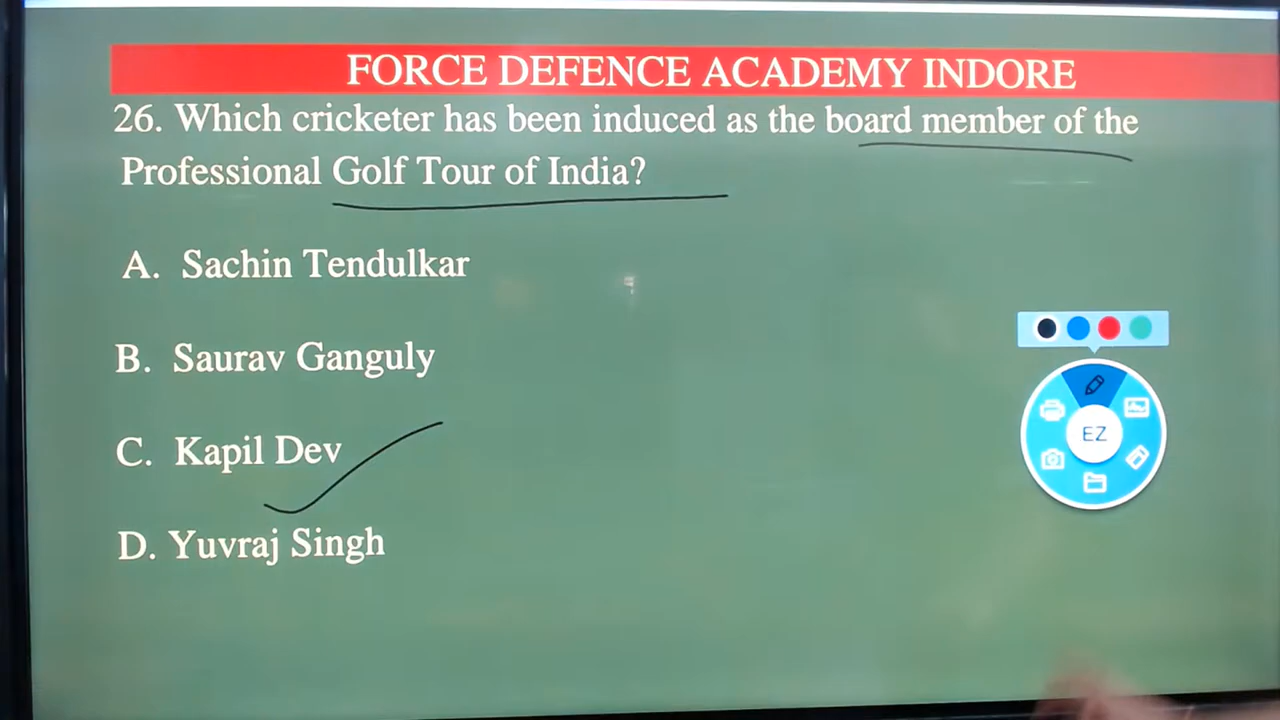 FORCE DEFENCE ACADEMY INDORE
26. Which cricketer has been induced as the board member of the
Professional Golf Tour of India?
A. Sachin Tendulkar
B. Saurav Ganguly
C. Kapil Dev
D. Yuvraj Singh
EZ